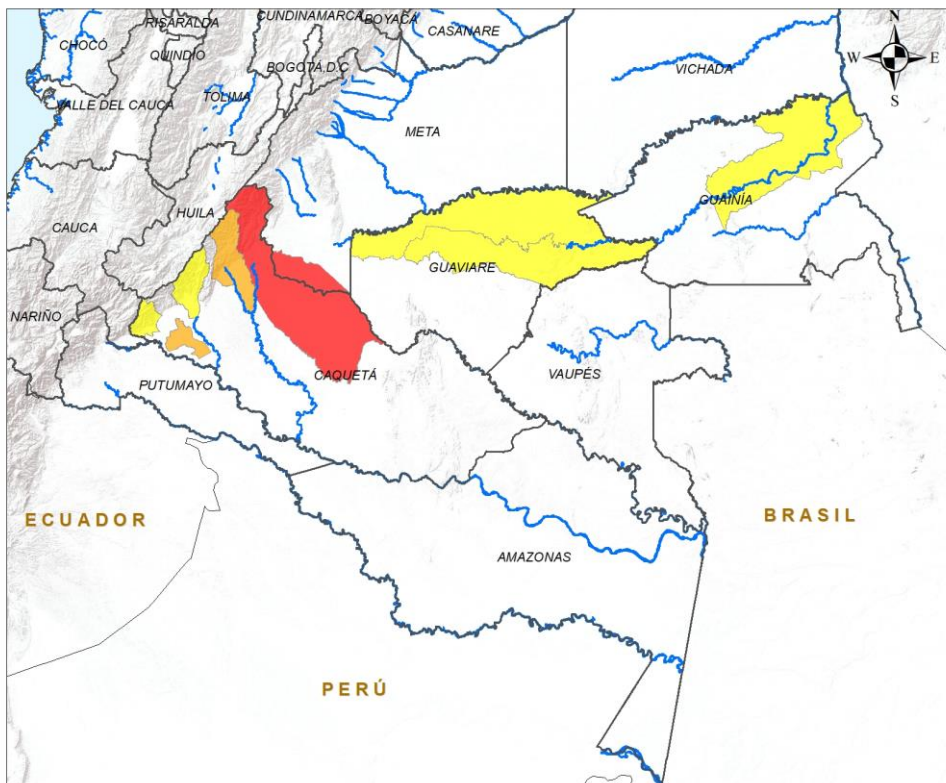 CUNDINAMARCA
BOYACÁ
RISARALDA
CASANARE
N
CHOCÓ
QUINDIO
BOGOTÁ.D.C
W
E
VICHADA
VALLE DEL CAUCA
TOLIMA
S
META
HUILA
GUAINÍA
CAUCA
GUAVIARE
NARIÑO
CAQUETÁ
VAUPÉS
PUTUMAYO
ECUADOR
BRASIL
AMAZONAS
PERÚ